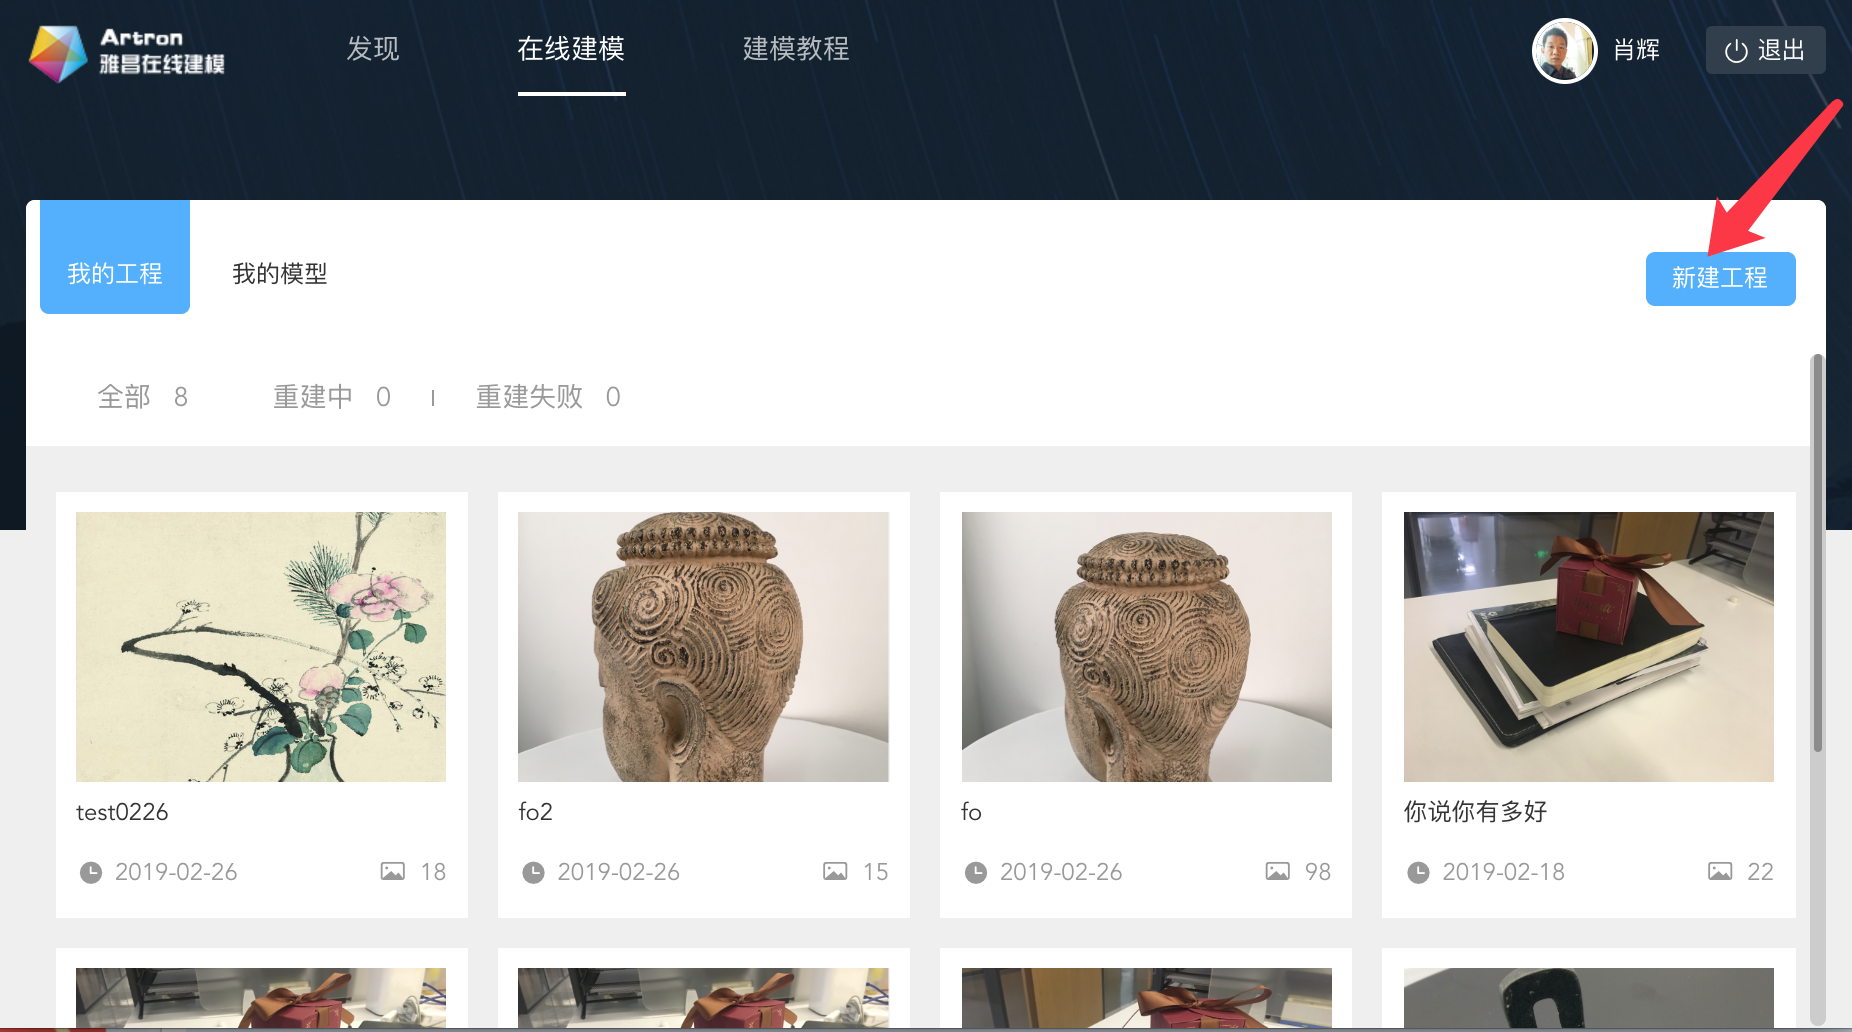 Artron
雅昌在线建模
发现
在线建模
建模教程
肖辉
退出
我的工程
我的模型
新建工程
全部 8
重建中 0
重建失败 0
test0226
2019-02-26 18
fo2
2019-02-26 15
fo
2019-02-26 98
你说你有多好
2019-02-18 22